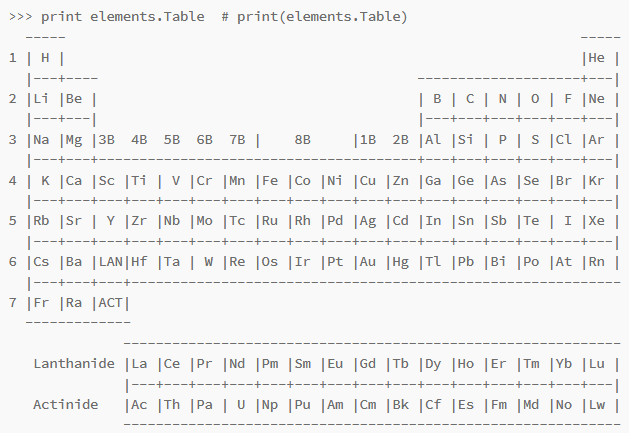 >>> print elements.Table  # print(elements.Table)
  -----                                                               -----
1 | H |                                                               |He |
  |---+----                                       --------------------+---|
2 |Li |Be |                                       | B | C | N | O | F |Ne |
  |---+---|                                       |---+---+---+---+---+---|
3 |Na |Mg |3B  4B  5B  6B  7B |    8B     |1B  2B |Al |Si | P | S |Cl |Ar |
  |---+---+---------------------------------------+---+---+---+---+---+---|
4 | K |Ca |Sc |Ti | V |Cr |Mn |Fe |Co |Ni |Cu |Zn |Ga |Ge |As |Se |Br |Kr |
  |---+---+---+---+---+---+---+---+---+---+---+---+---+---+---+---+---+---|
5 |Rb |Sr | Y |Zr |Nb |Mo |Tc |Ru |Rh |Pd |Ag |Cd |In |Sn |Sb |Te | I |Xe |
  |---+---+---+---+---+---+---+---+---+---+---+---+---+---+---+---+---+---|
6 |Cs |Ba |LAN|Hf |Ta | W |Re |Os |Ir |Pt |Au |Hg |Tl |Pb |Bi |Po |At |Rn |
  |---+---+---+------------------------------------------------------------
7 |Fr |Ra |ACT|
  -------------
              -------------------------------------------------------------
   Lanthanide |La |Ce |Pr |Nd |Pm |Sm |Eu |Gd |Tb |Dy |Ho |Er |Tm |Yb |Lu |
              |---+---+---+---+---+---+---+---+---+---+---+---+---+---+---|
   Actinide   |Ac |Th |Pa | U |Np |Pu |Am |Cm |Bk |Cf |Es |Fm |Md |No |Lw |
              -------------------------------------------------------------